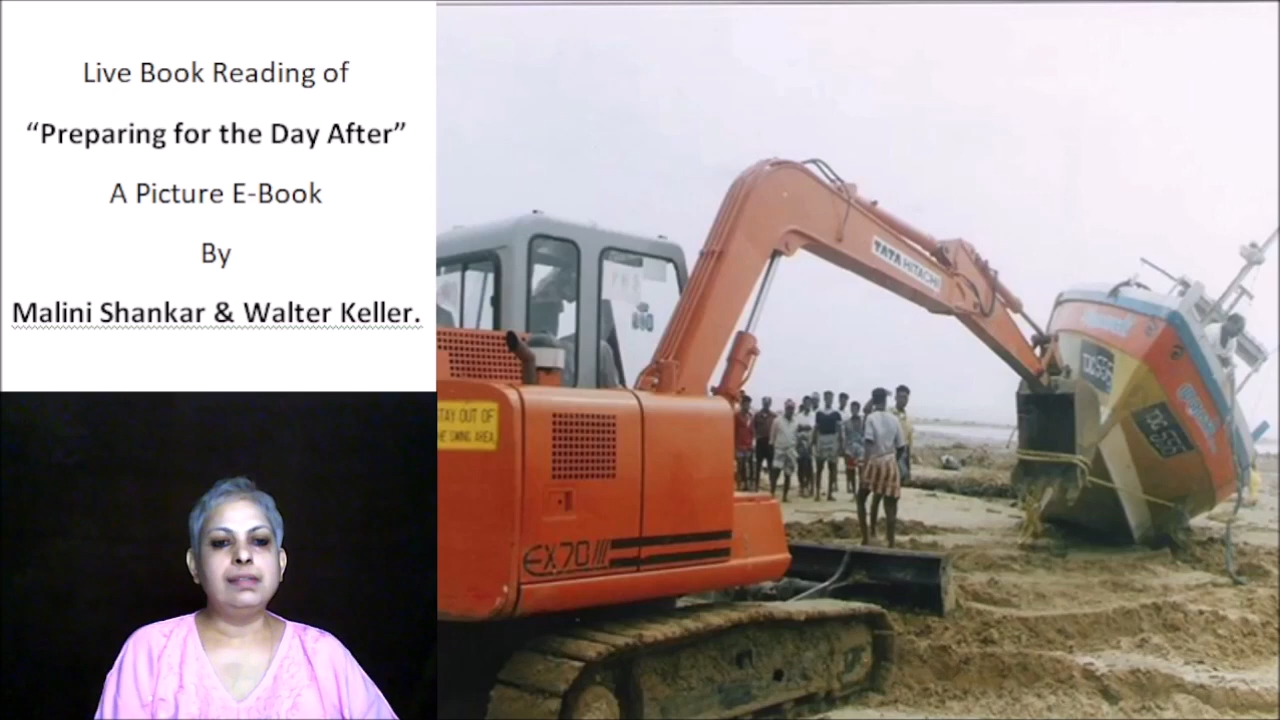 Live Book Reading of
“Preparing for the Day After”
A Picture E-Book
By
Malini Shankar & Walter Keller.
TATA HITACHI
STAY OUT OF
HE SWING AREA
EX70